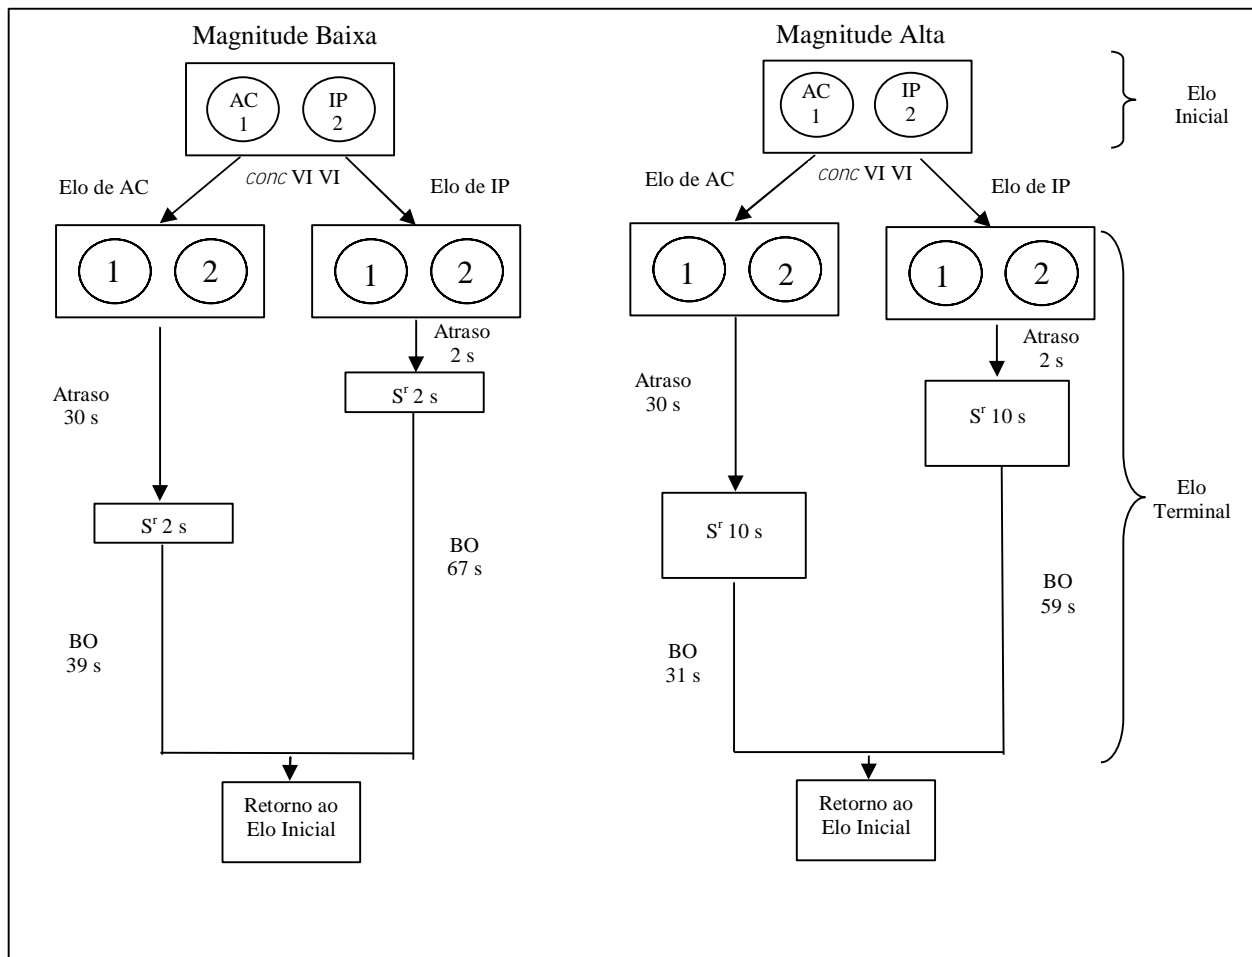 Magnitude Baixa
AC
1
IP
2
conc VI VI
Elo de AC
Elo de IP
1
2
1
2
Atraso
2 s
Sʳ 2 s
Atraso
30 s
Sʳ 2 s
BO
67 s
BO
39 s
Retorno ao
Elo Inicial
Magnitude Alta
AC
1
IP
2
conc VI VI
Elo de AC
Elo de IP
1
2
1
2
Atraso
2 s
Sʳ 10 s
Atraso
30 s
Sʳ 10 s
BO
59 s
BO
31 s
Retorno ao
Elo Inicial
Elo
Inicial
Elo
Terminal